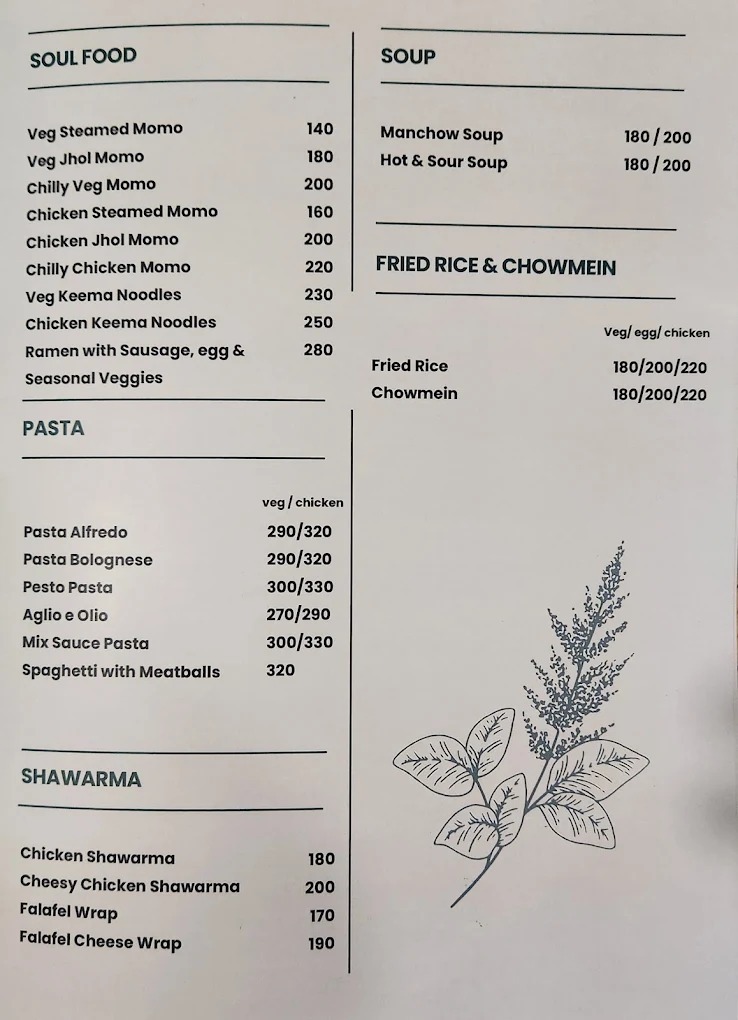 SOUL FOOD
Veg Steamed Momo 140
Veg Jhol Momo 180
Chilly Veg Momo 200
Chicken Steamed Momo 160
Chicken Jhol Momo 200
Chilly Chicken Momo 220
Veg Keema Noodles 230
Chicken Keema Noodles 250
Ramen with Sausage, egg & 280
Seasonal Veggies
PASTA
veg / chicken
Pasta Alfredo 290/320
Pasta Bolognese 290/320
Pesto Pasta 300/330
Aglio e Olio 270/290
Mix Sauce Pasta 300/330
Spaghetti with Meatballs 320
SHAWARMA
Chicken Shawarma 180
Cheesy Chicken Shawarma 200
Falafel Wrap 170
Falafel Cheese Wrap 190
SOUP
Manchow Soup 180 / 200
Hot & Sour Soup 180 / 200
FRIED RICE & CHOWMEIN
Veg/ egg/ chicken
Fried Rice 180/200/220
Chowmein 180/200/220